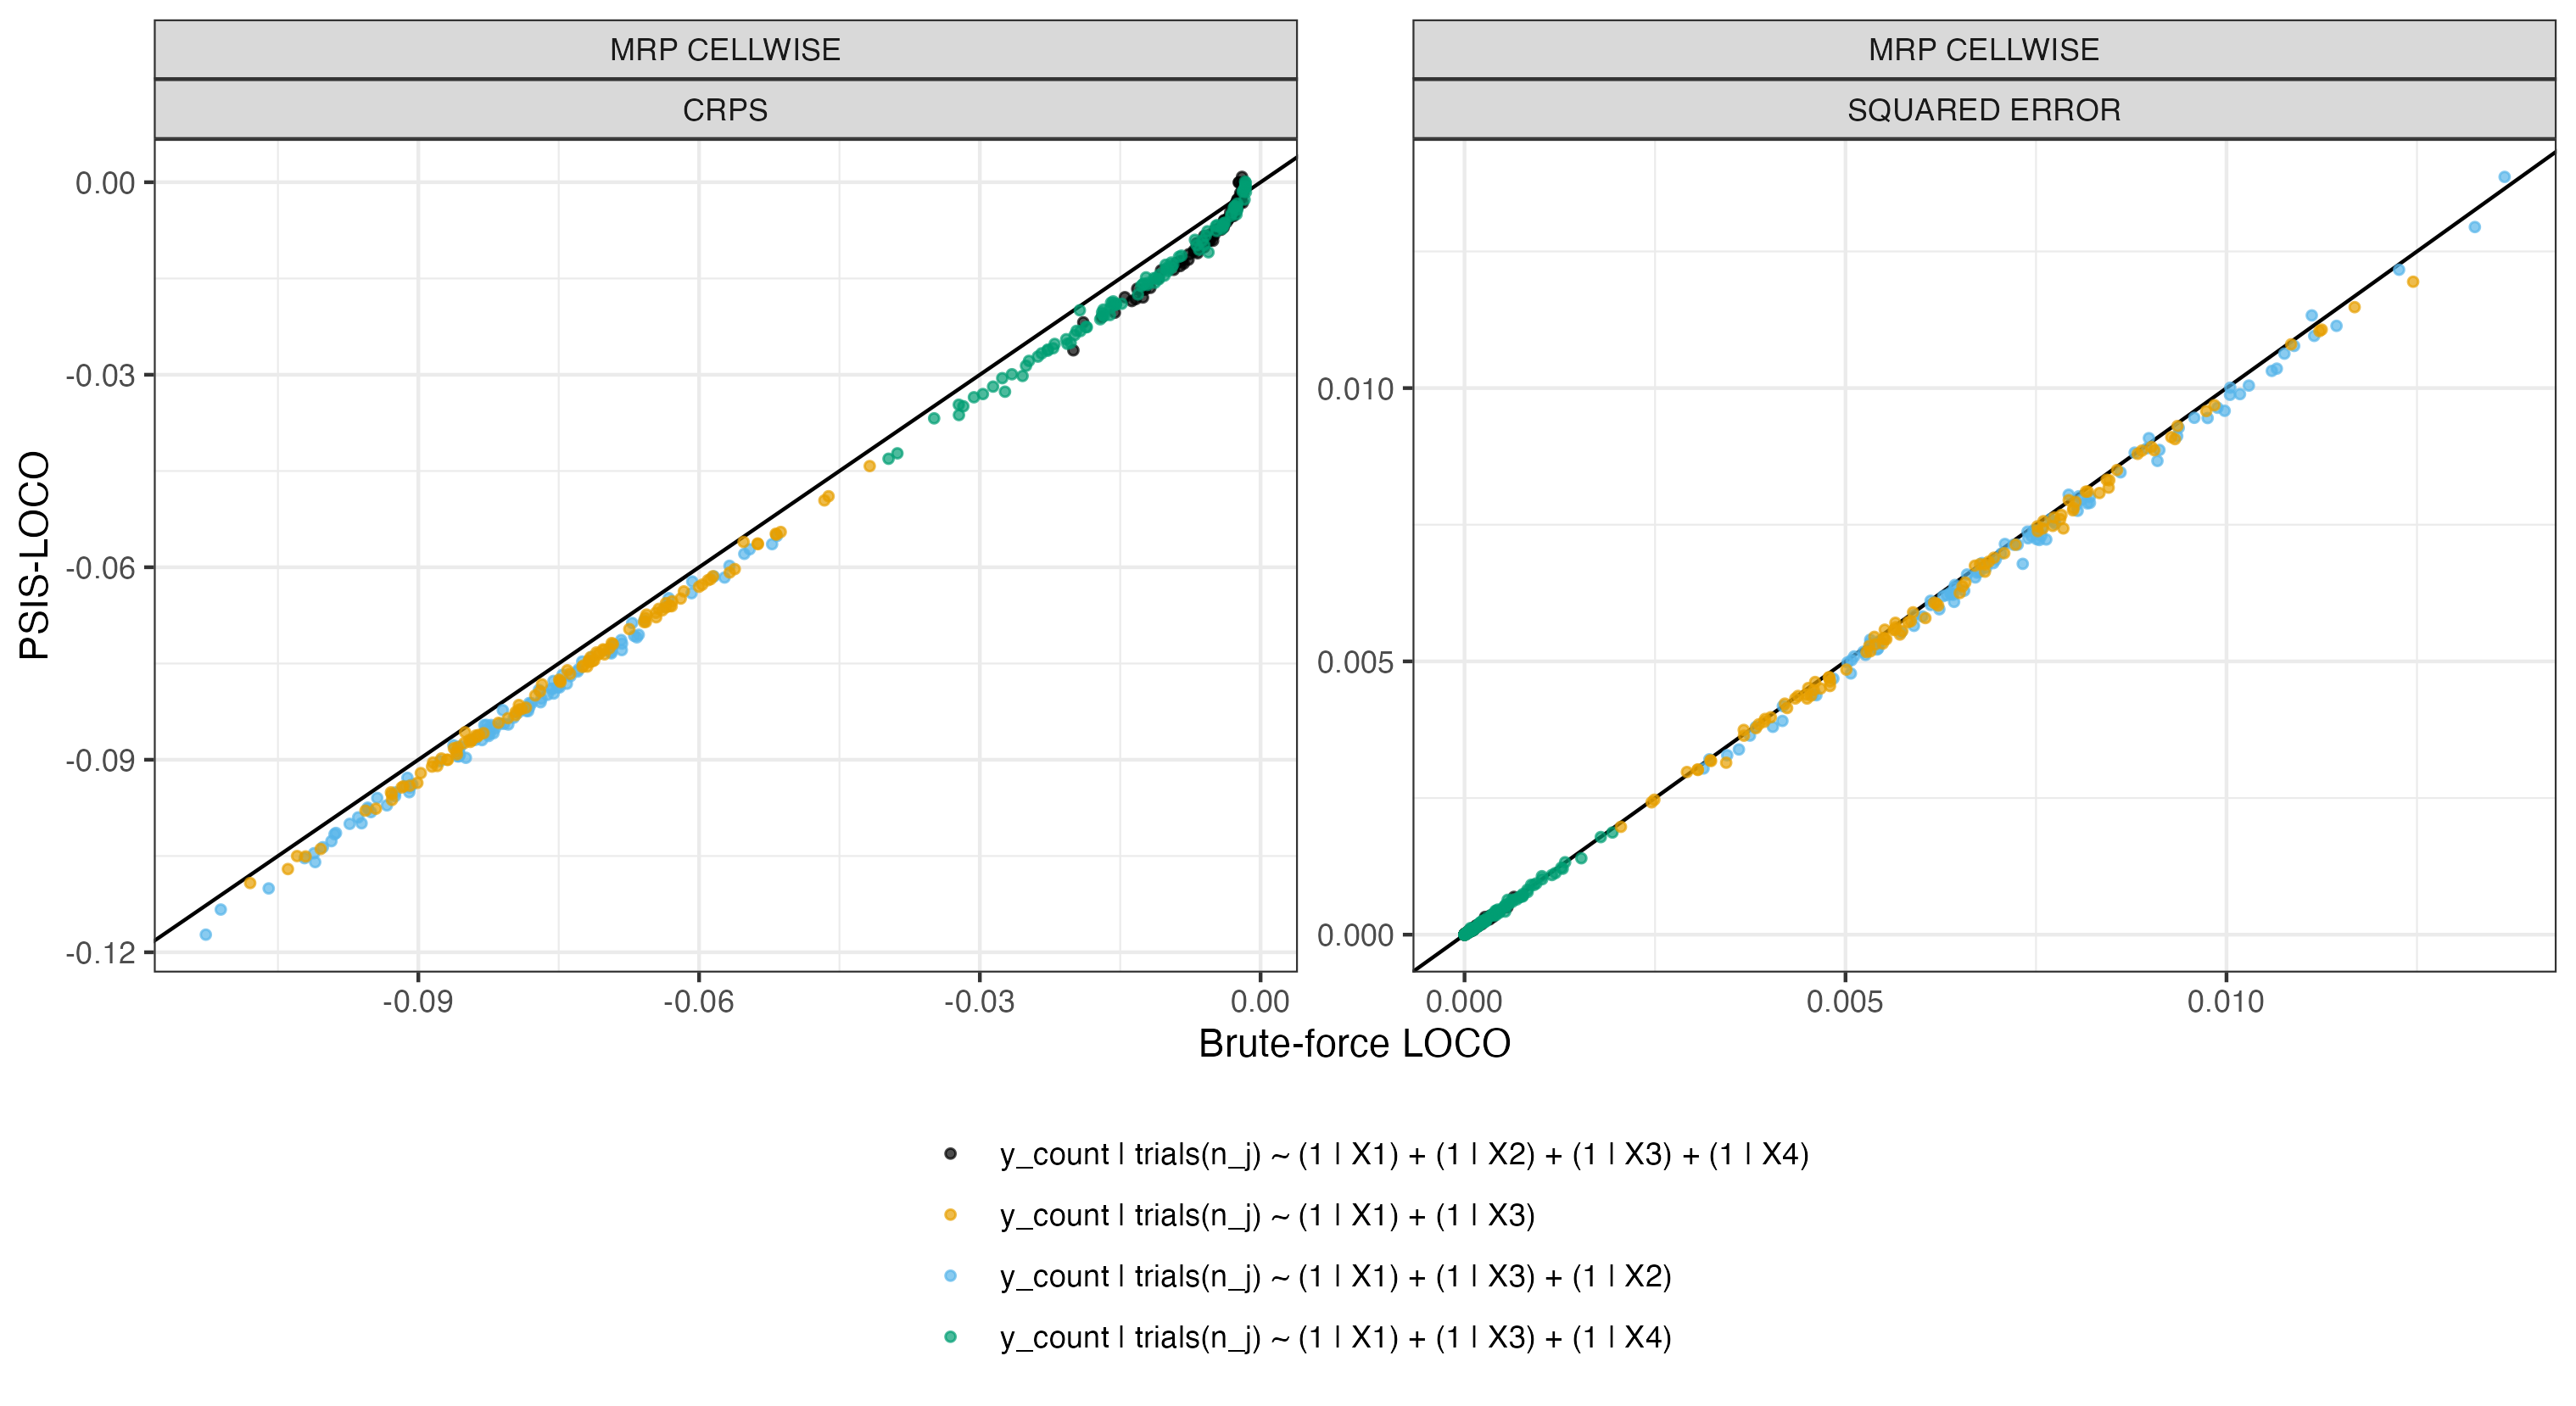 MRP CELLWISE
CRPS
MRP CELLWISE
SQUARED ERROR
PSIS-LOCO
0.00
-0.03
-0.06
-0.09
-0.12
-0.09
-0.06
-0.03
0.00
0.010
0.005
0.000
0.000
0.005
0.010
Brute-force LOCO
y_count | trials(n_j) ~ (1 | X1) + (1 | X2) + (1 | X3) + (1 | X4)
y_count | trials(n_j) ~ (1 | X1) + (1 | X3)
y_count | trials(n_j) ~ (1 | X1) + (1 | X3) + (1 | X2)
y_count | trials(n_j) ~ (1 | X1) + (1 | X3) + (1 | X4)